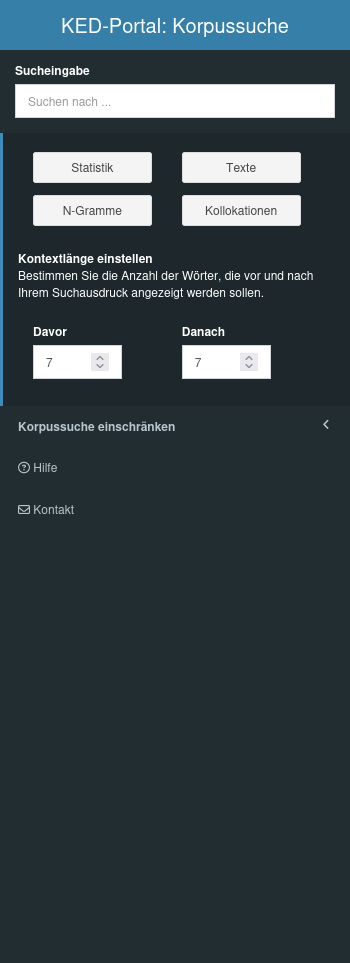 KED-Portal: Korpussuche
Sucheingabe
Suchen nach ...
Statistik
Texte
N-Gramme
Kollokationen
Kontextlänge einstellen
Bestimmen Sie die Anzahl der Wörter, die vor und nach
Ihrem Suchausdruck angezeigt werden sollen.
Davor
Danach
7
7
Korpussuche einschränken
Hilfe
Kontakt